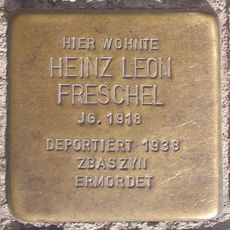 HIER WOHNTE
HEINZ LEON
FRESCHEL
JG. 1918
DEPORTIERT 1938
ZBASZYN
ERMORDET